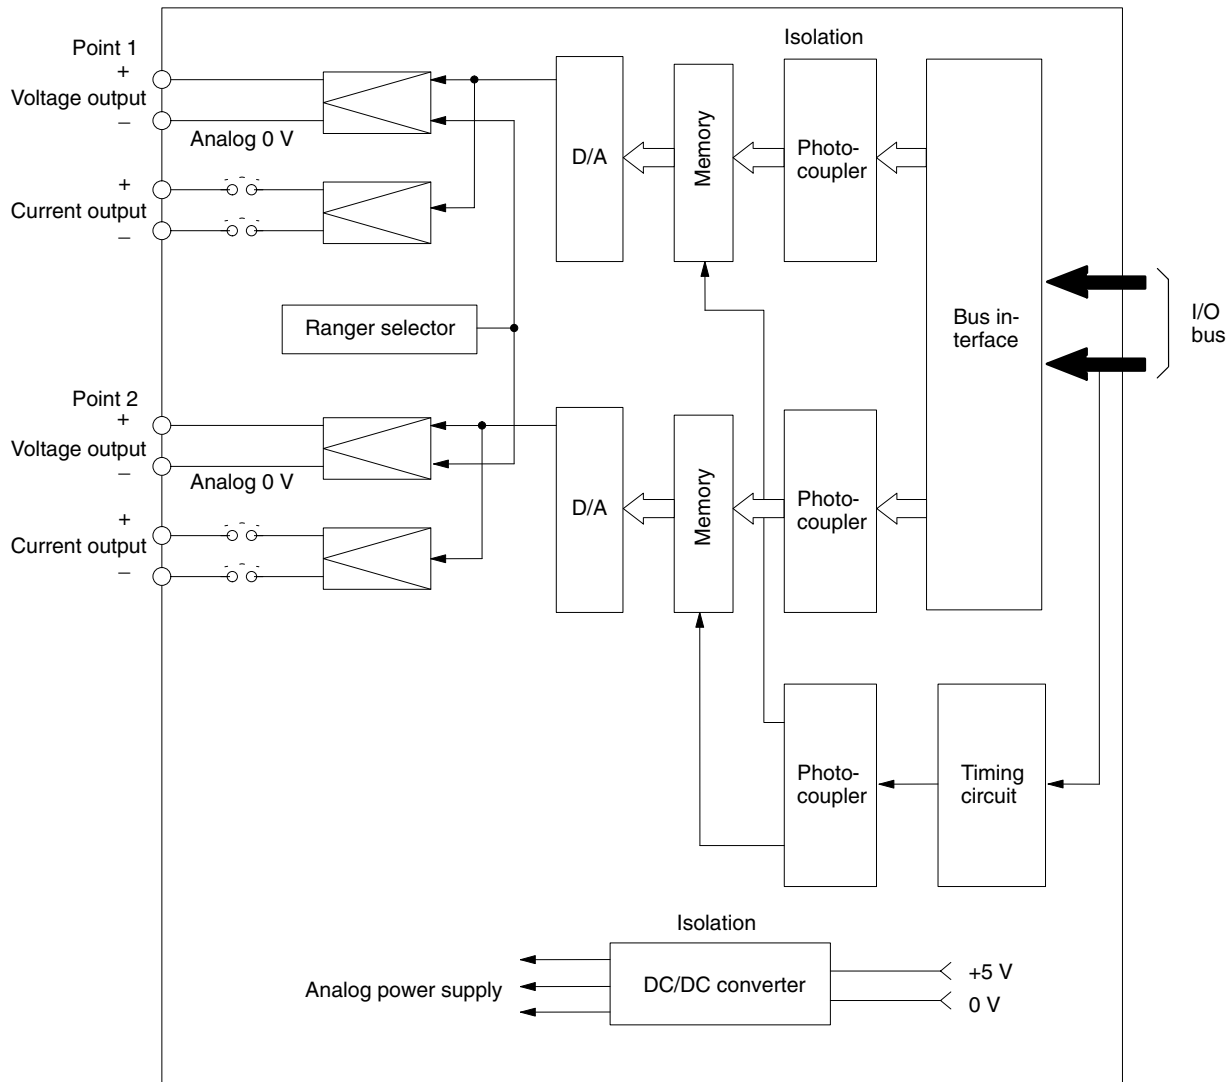 Isolation
Point 1
+
Voltage output
–
Analog 0 V
+
Current output
–
D/A
Memory
Photo-
coupler
Bus in-
terface
I/O
bus
Ranger selector
Point 2
+
Voltage output
–
Analog 0 V
+
Current output
–
D/A
Memory
Photo-
coupler
Photo-
coupler
Timing
circuit
Isolation
Analog power supply
DC/DC converter
+5 V
0 V